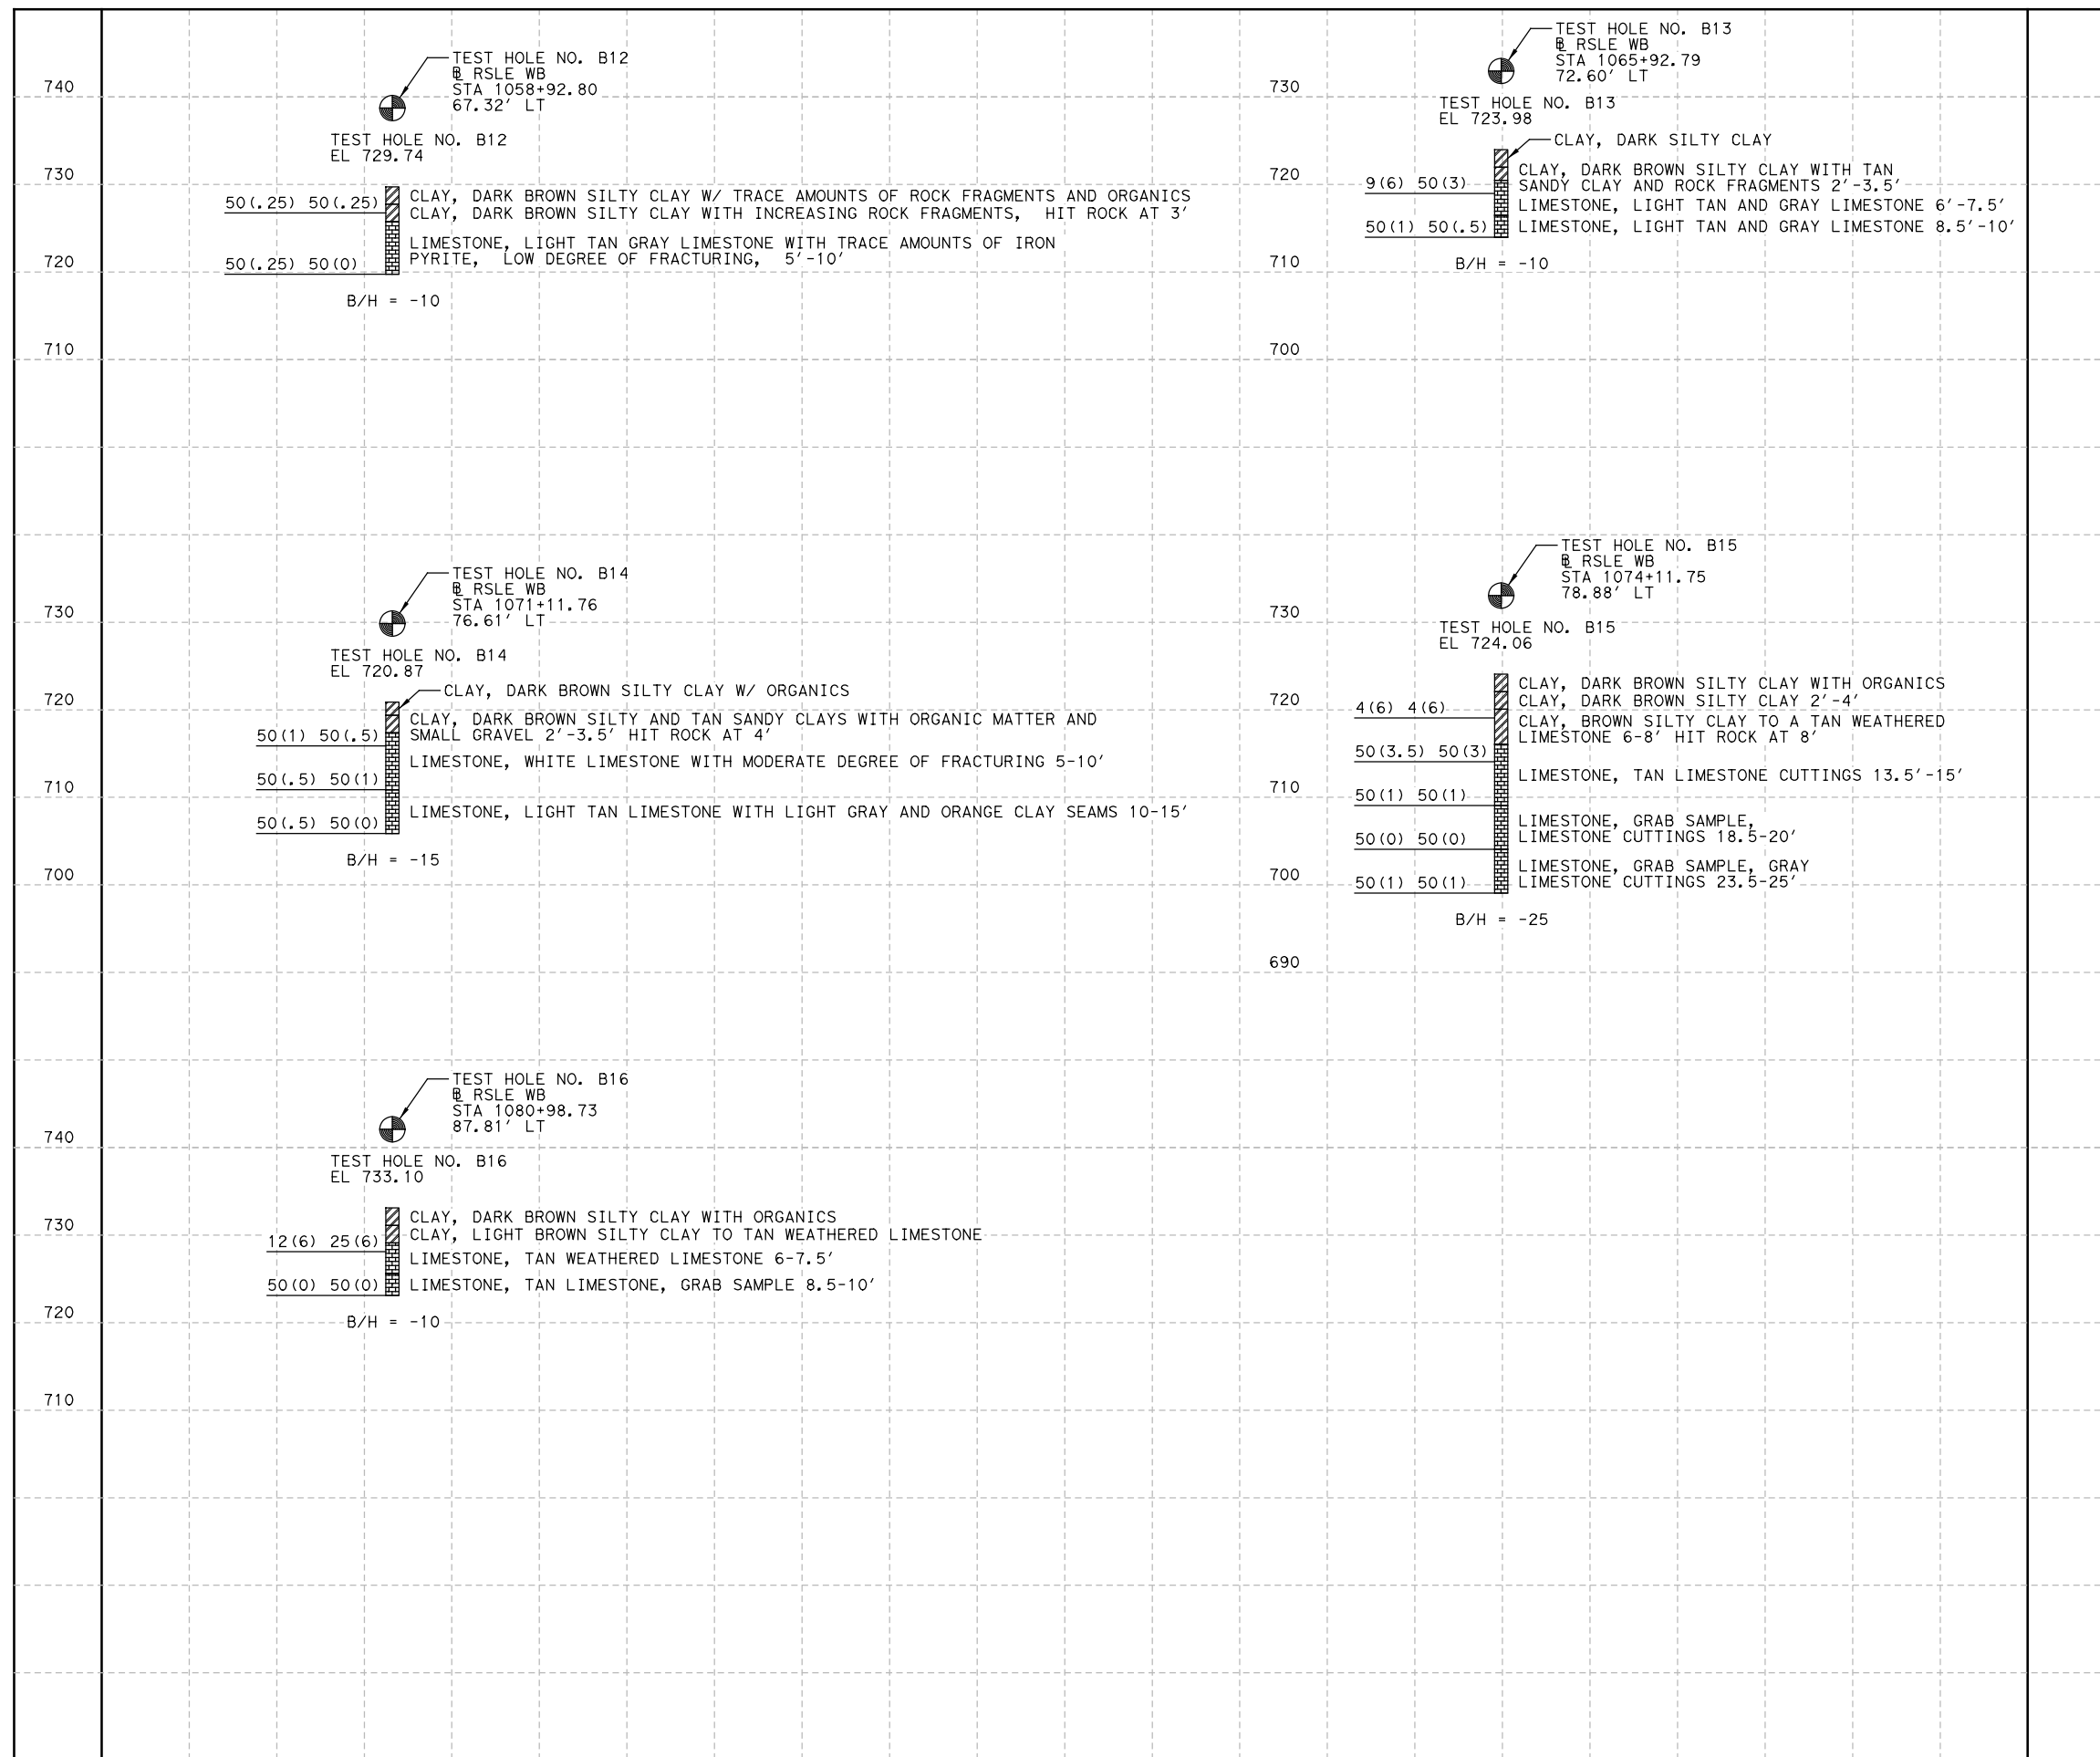 TEST HOLE NO. B12
℄ RSLE WB
STA 1058+92.80
67.32' LT
740
TEST HOLE NO. B12
EL 729.74
730
50(.25) 50(.25)
CLAY, DARK BROWN SILTY CLAY W/ TRACE AMOUNTS OF ROCK FRAGMENTS AND ORGANICS
CLAY, DARK BROWN SILTY CLAY WITH INCREASING ROCK FRAGMENTS, HIT ROCK AT 3'
LIMESTONE, LIGHT TAN GRAY LIMESTONE WITH TRACE AMOUNTS OF IRON
PYRITE, LOW DEGREE OF FRACTURING, 5'-10'
720
50(.25) 50(0)
B/H = -10
710
TEST HOLE NO. B13
BL RSLE WB
STA 1065+92.79
72.60' LT
730
TEST HOLE NO. B13
EL 723.98
CLAY, DARK SILTY CLAY
720
9(6) 50(3)
CLAY, DARK BROWN SILTY CLAY WITH TAN
SANDY CLAY AND ROCK FRAGMENTS 2'-3.5'
LIMESTONE, LIGHT TAN AND GRAY LIMESTONE 6'-7.5'
50(1) 50(.5)
LIMESTONE, LIGHT TAN AND GRAY LIMESTONE 8.5'-10'
710
B/H = -10
700
TEST HOLE NO. B14
BL RSLE WB
STA 1071+11.76
76.61' LT
730
TEST HOLE NO. B14
EL 720.87
CLAY, DARK BROWN SILTY CLAY W/ ORGANICS
720
CLAY, DARK BROWN SILTY AND TAN SANDY CLAYS WITH ORGANIC MATTER AND
SMALL GRAVEL 2'-3.5' HIT ROCK AT 4'
50(1) 50(.5)
LIMESTONE, WHITE LIMESTONE WITH MODERATE DEGREE OF FRACTURING 5-10'
50(.5) 50(1)
710
LIMESTONE, LIGHT TAN LIMESTONE WITH LIGHT GRAY AND ORANGE CLAY SEAMS 10-15'
50(.5) 50(0)
B/H = -15
700
TEST HOLE NO. B15
BL RSLE WB
STA 1074+11.75
78.88' LT
730
TEST HOLE NO. B15
EL 724.06
CLAY, DARK BROWN SILTY CLAY WITH ORGANICS
720
4(6) 4(6)
CLAY, DARK BROWN SILTY CLAY 2'-4'
CLAY, BROWN SILTY CLAY TO A TAN WEATHERED
LIMESTONE 6-8' HIT ROCK AT 8'
50(3.5) 50(3)
LIMESTONE, TAN LIMESTONE CUTTINGS 13.5'-15'
710
50(1) 50(1)
LIMESTONE, GRAB SAMPLE,
LIMESTONE CUTTINGS 18.5-20'
50(0) 50(0)
LIMESTONE, GRAB SAMPLE, GRAY
LIMESTONE CUTTINGS 23.5-25'
700
50(1) 50(1)
B/H = -25
690
TEST HOLE NO. B16
BL RSLE WB
STA 1080+98.73
87.81' LT
740
TEST HOLE NO. B16
EL 733.10
CLAY, DARK BROWN SILTY CLAY WITH ORGANICS
730
CLAY, LIGHT BROWN SILTY CLAY TO TAN WEATHERED LIMESTONE
12(6) 25(6)
LIMESTONE, TAN WEATHERED LIMESTONE 6-7.5'
50(0) 50(0)
LIMESTONE, TAN LIMESTONE, GRAB SAMPLE 8.5-10'
720
B/H = -10
710